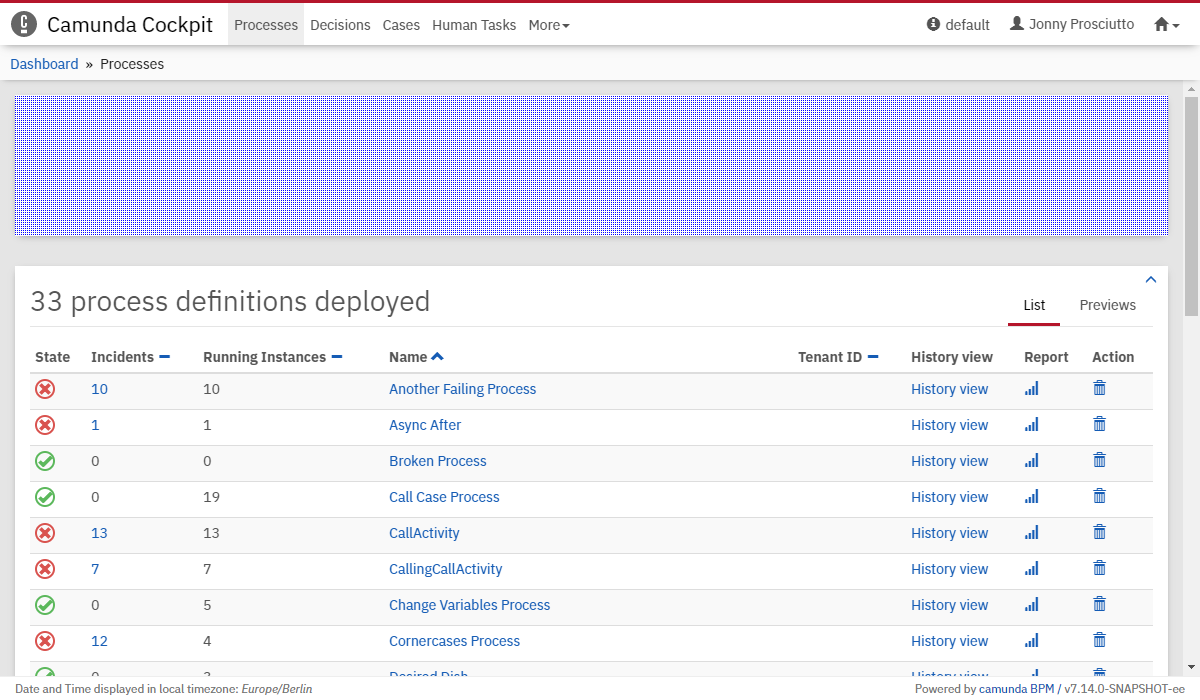 Camunda Cockpit Processes Decisions Cases Human Tasks More default Jonny Prosciutto
Dashboard » Processes
33 process definitions deployed
List Previews
State Incidents Running Instances Name Tenant ID History view Report Action
10 10 Another Failing Process History view
1 1 Async After History view
0 0 Broken Process History view
0 19 Call Case Process History view
13 13 CallActivity History view
7 7 CallingCallActivity History view
0 5 Change Variables Process History view
12 4 Cornercases Process History view
Date and Time displayed in local timezone: Europe/Berlin Powered by camunda BPM / v7.14.0-SNAPSHOT-ee